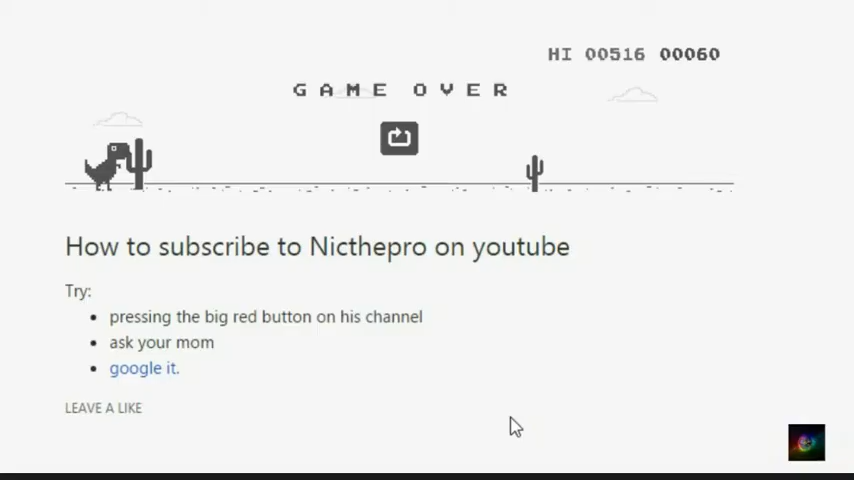 HI 00516 00060
GAME OVER
How to subscribe to Nicthepro on youtube
Try:
pressing the big red button on his channel
ask your mom
google it.
LEAVE A LIKE